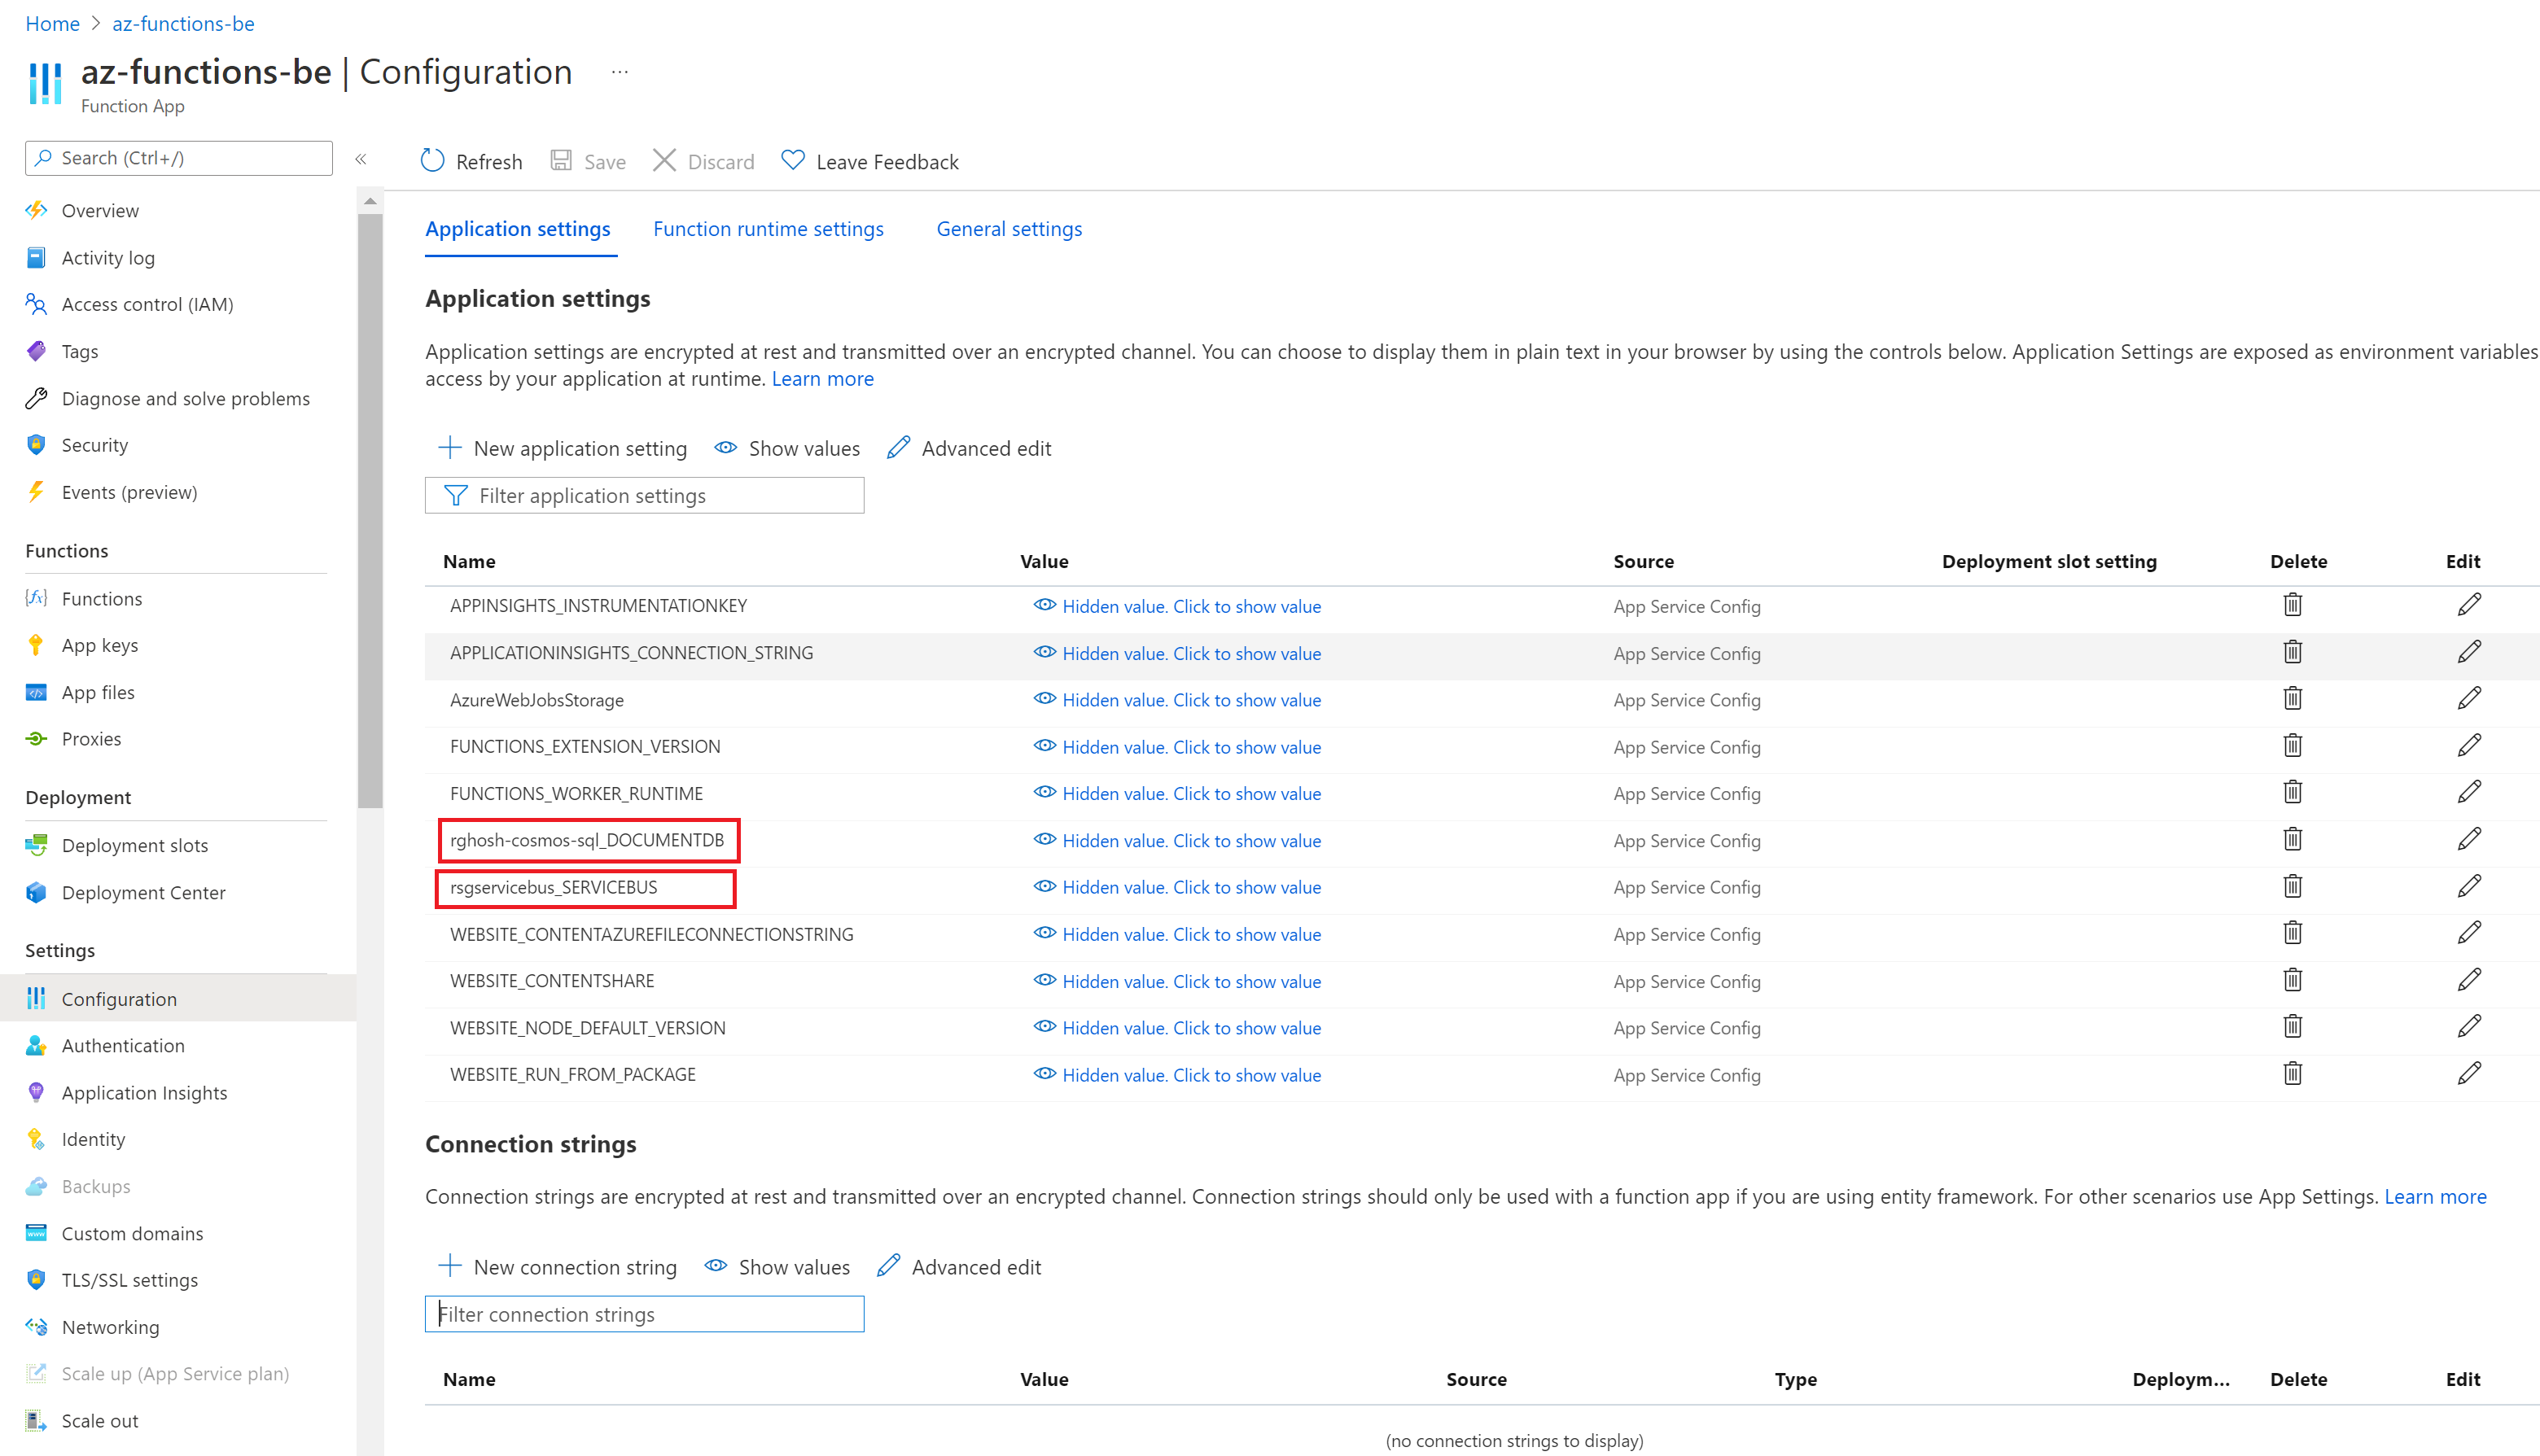 Home > az-functions-be
az-functions-be | Configuration ...
Function App
Search (Ctrl+/)
«
Overview
Activity log
Access control (IAM)
Tags
Diagnose and solve problems
Security
Events (preview)
Functions
Functions
App keys
App files
Proxies
Deployment
Deployment slots
Deployment Center
Settings
Configuration
Authentication
Application Insights
Identity
Backups
Custom domains
TLS/SSL settings
Networking
Scale up (App Service plan)
Scale out
Refresh Save Discard Leave Feedback
Application settings Function runtime settings General settings
Application settings
Application settings are encrypted at rest and transmitted over an encrypted channel. You can choose to display them in plain text in your browser by using the controls below. Application Settings are exposed as environment variables
access by your application at runtime. Learn more
New application setting Show values Advanced edit
Filter application settings
Name Value Source Deployment slot setting Delete Edit
APPINSIGHTS_INSTRUMENTATIONKEY Hidden value. Click to show value App Service Config
APPLICATIONINSIGHTS_CONNECTION_STRING Hidden value. Click to show value App Service Config
AzureWebJobsStorage Hidden value. Click to show value App Service Config
FUNCTIONS_EXTENSION_VERSION Hidden value. Click to show value App Service Config
FUNCTIONS_WORKER_RUNTIME Hidden value. Click to show value App Service Config
rghosh-cosmos-sql_DOCUMENTDB Hidden value. Click to show value App Service Config
rsgservicebus_SERVICEBUS Hidden value. Click to show value App Service Config
WEBSITE_CONTENTAZUREFILECONNECTIONSTRING Hidden value. Click to show value App Service Config
WEBSITE_CONTENTSHARE Hidden value. Click to show value App Service Config
WEBSITE_NODE_DEFAULT_VERSION Hidden value. Click to show value App Service Config
WEBSITE_RUN_FROM_PACKAGE Hidden value. Click to show value App Service Config
Connection strings
Connection strings are encrypted at rest and transmitted over an encrypted channel. Connection strings should only be used with a function app if you are using entity framework. For other scenarios use App Settings. Learn more
New connection string Show values Advanced edit
Filter connection strings
Name Value Source Type Deploym... Delete Edit
(no connection strings to display)